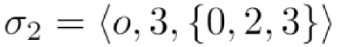 σ₂ = ⟨o, 3, {0, 2, 3}⟩